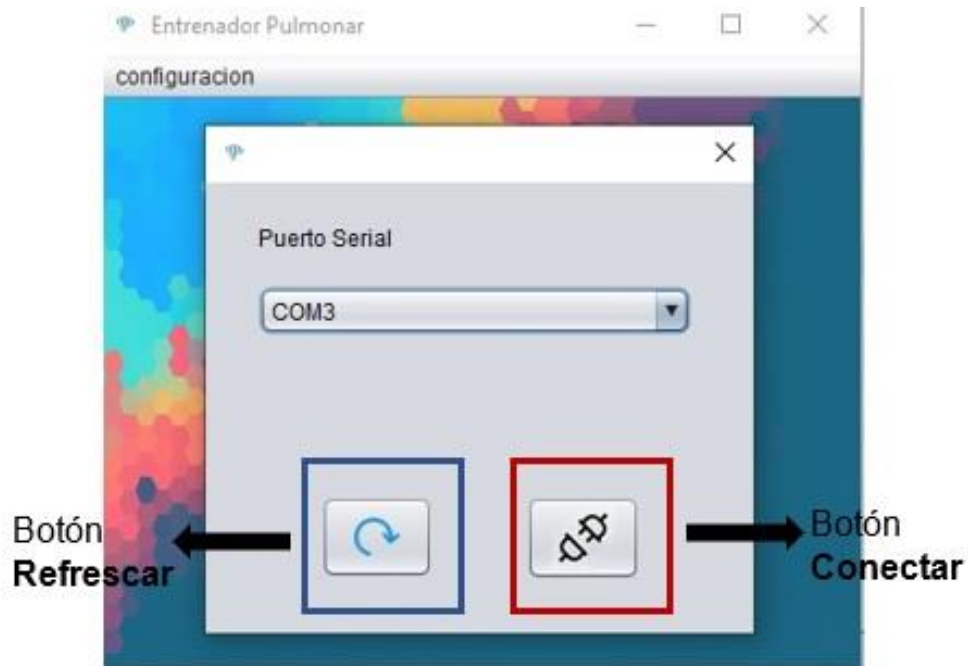 Entrenador Pulmonar
configuracion
Puerto Serial
COM3
Botón
Refrescar
Botón
Conectar